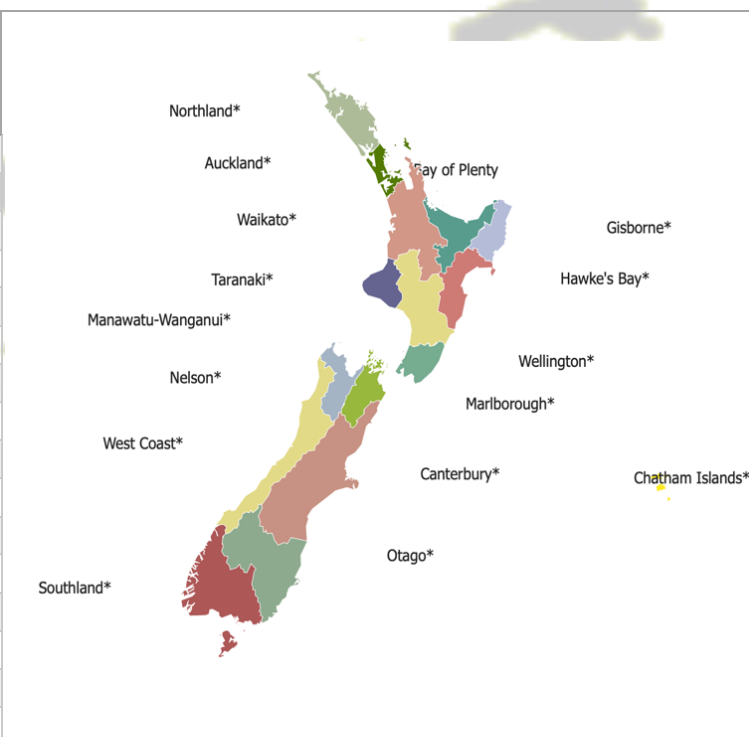 Northland*
Auckland*
Bay of Plenty
Waikato*
Gisborne*
Taranaki*
Hawke's Bay*
Manawatu-Wanganui*
Wellington*
Nelson*
Marlborough*
West Coast*
Canterbury*
Chatham Islands*
Otago*
Southland*